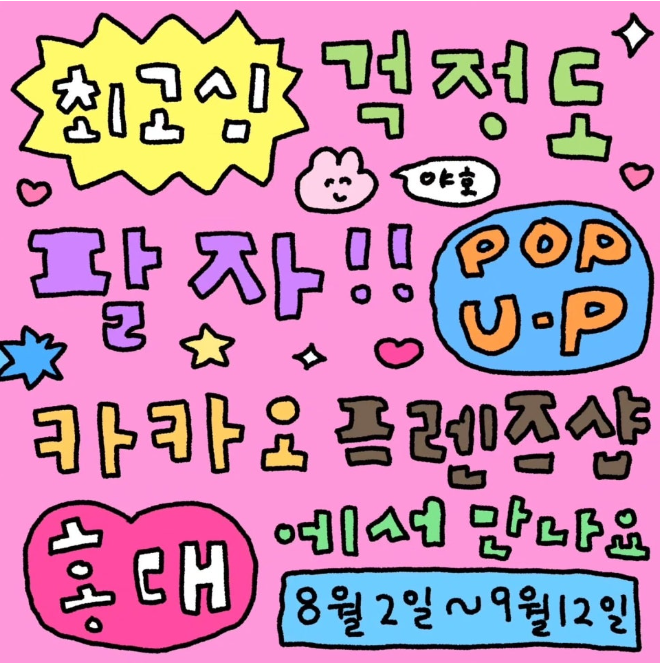 최고심 걱정도
야호
팔자!! POP
U-P
카카오 프렌즈샵
홍대 에서 만나요
8월 2일 ~ 9월 12일